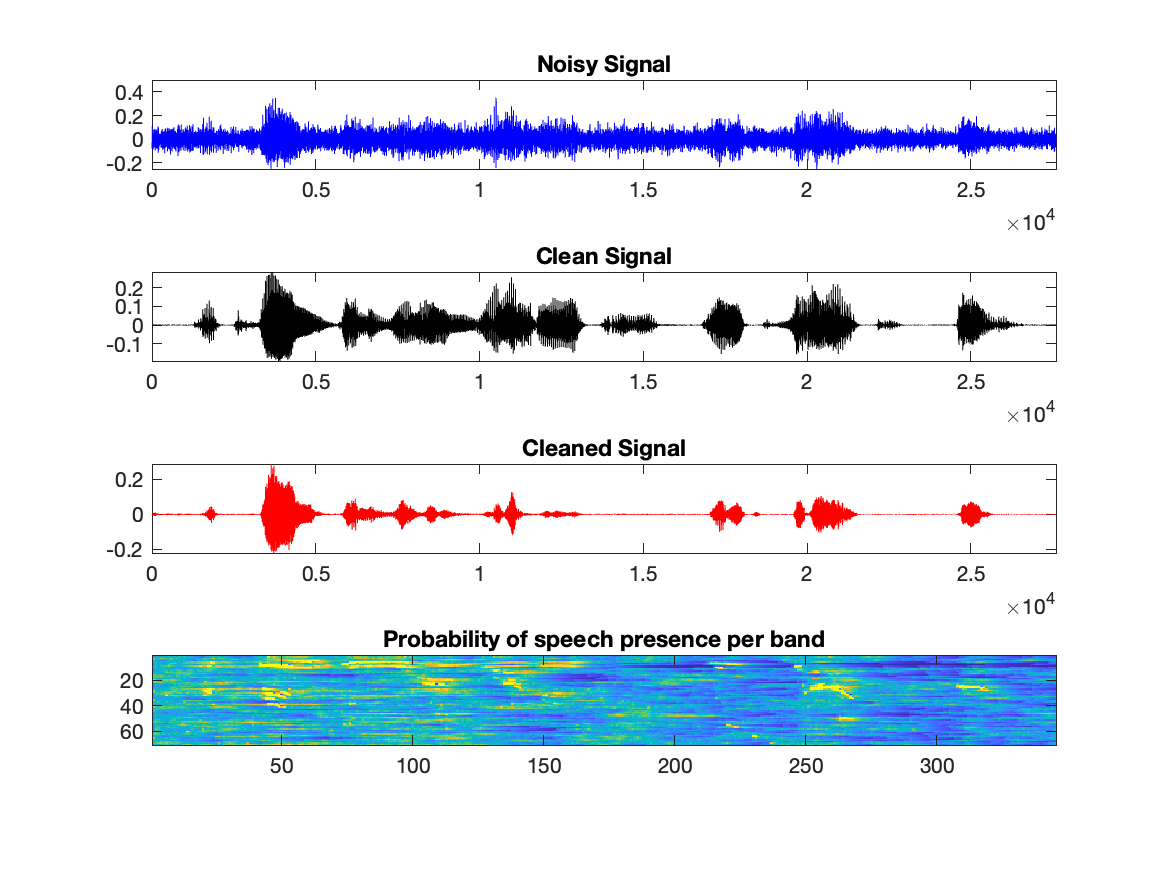 Noisy Signal
0.4
0.2
0
-0.2
0 0.5 1 1.5 2 2.5
×10⁴
Clean Signal
0.2
0.1
0
-0.1
0 0.5 1 1.5 2 2.5
×10⁴
Cleaned Signal
0.2
0
-0.2
0 0.5 1 1.5 2 2.5
×10⁴
Probability of speech presence per band
20
40
60
50 100 150 200 250 300